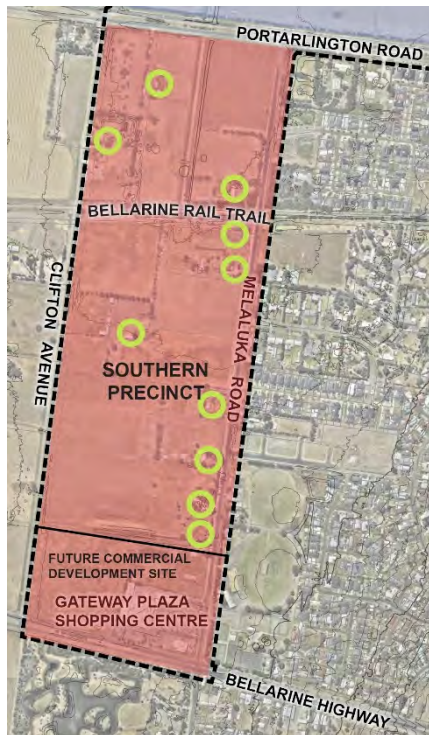 PORTARLINGTON ROAD
BELLARINE RAIL TRAIL
CLIFTON AVENUE
MELALUKA ROAD
SOUTHERN
PRECINCT
FUTURE COMMERCIAL
DEVELOPMENT SITE
GATEWAY PLAZA
SHOPPING CENTRE
BELLARINE HIGHWAY